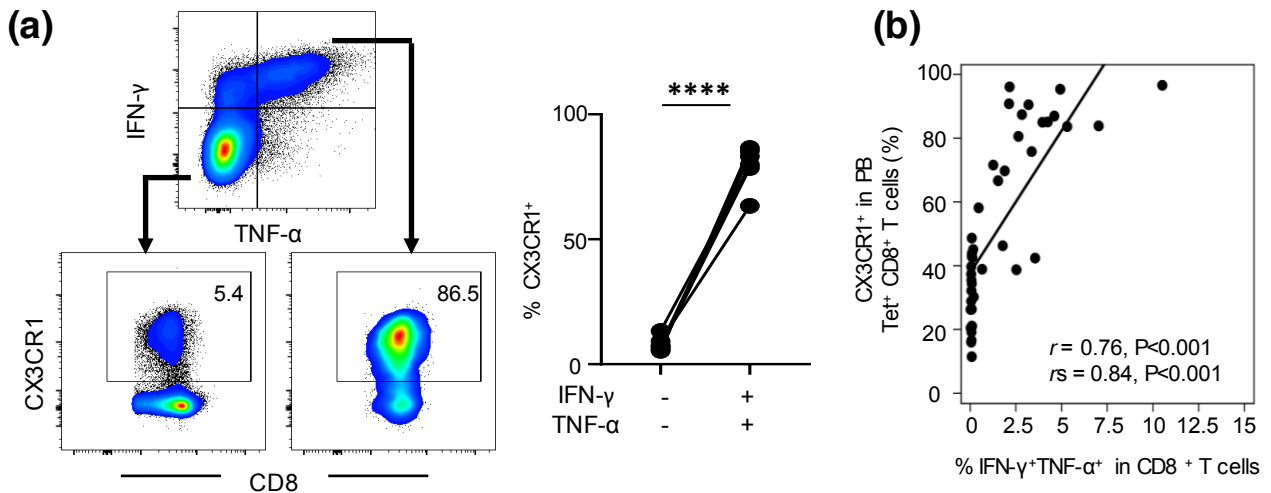 (a)
IFN-γ
TNF-α
5.4
86.5
CX3CR1
CD8
****
100
50
0
% CX3CR1⁺
IFN-γ - +
TNF-α - +
(b)
100
80
60
40
20
0
CX3CR1⁺ in PB
Tet⁺ CD8⁺ T cells (%)
r = 0.76, P<0.001
rs = 0.84, P<0.001
0 2.5 5 7.5 10 12.5 15
% IFN-γ⁺TNF-α⁺ in CD8 ⁺ T cells